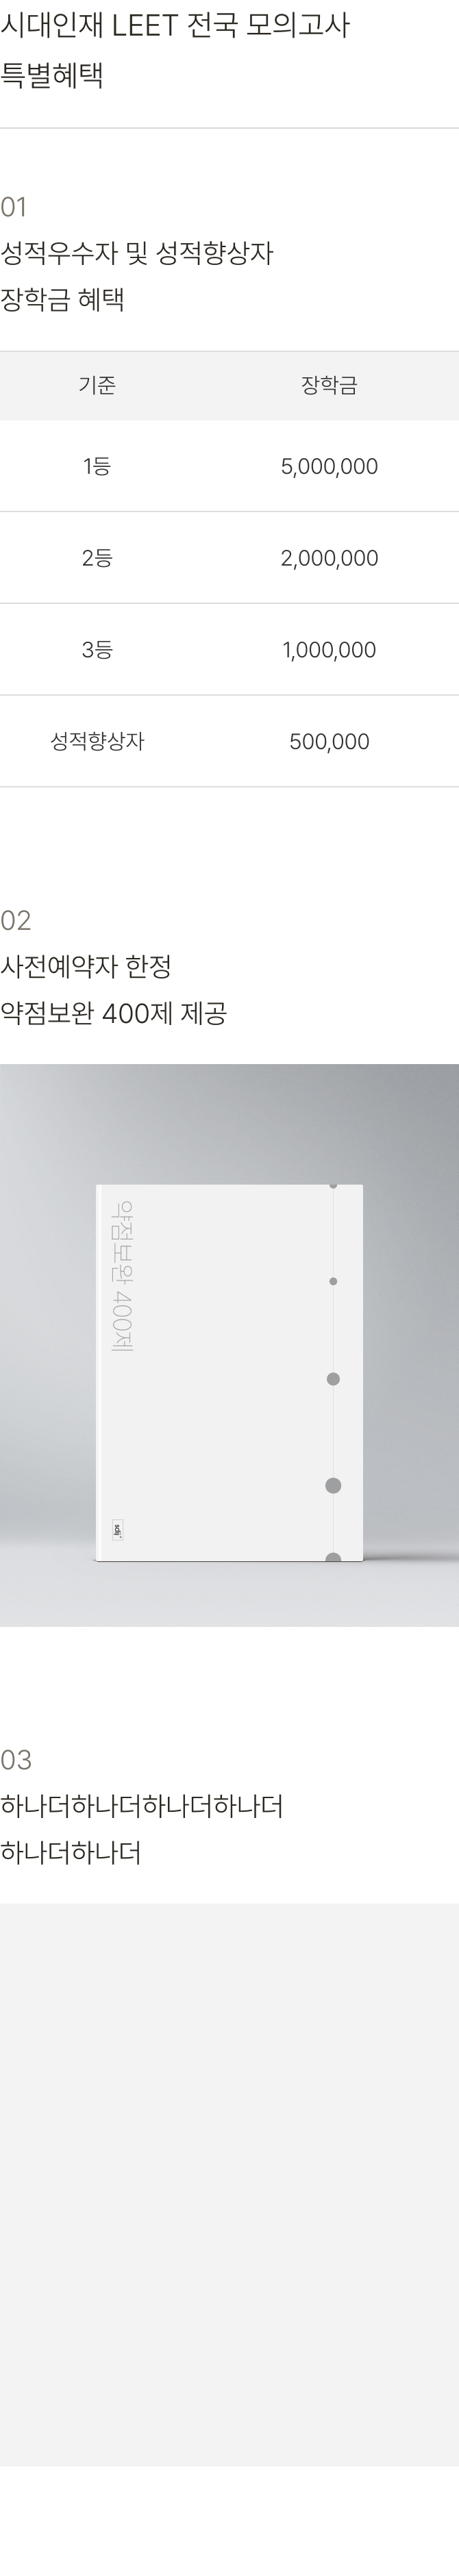 시대인재 LEET 전국 모의고사
특별혜택
01
성적우수자 및 성적향상자
장학금 혜택
기준 장학금
1등 5,000,000
2등 2,000,000
3등 1,000,000
성적향상자 500,000
02
사전예약자 한정
약점보완 400제 제공
약점보완 400제
sdij
03
하나더하나더하나더하나더
하나더하나더